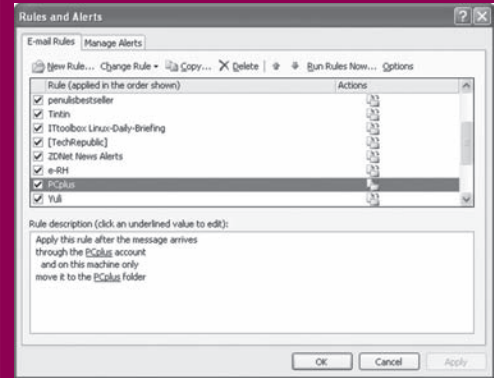 Rules and Alerts
E-mail Rules Manage Alerts
New Rule... Change Rule Copy... Delete Run Rules Now... Options
Rule (applied in the order shown) Actions
penulisbestseller
Tintin
ITtoolbox Linux-Daily-Briefing
[TechRepublic]
ZDNet News Alerts
e-RH
PCplus
Yuli
Rule description (click an underlined value to edit):
Apply this rule after the message arrives
through the PCplus account
and on this machine only
move it to the PCplus folder
OK Cancel Apply